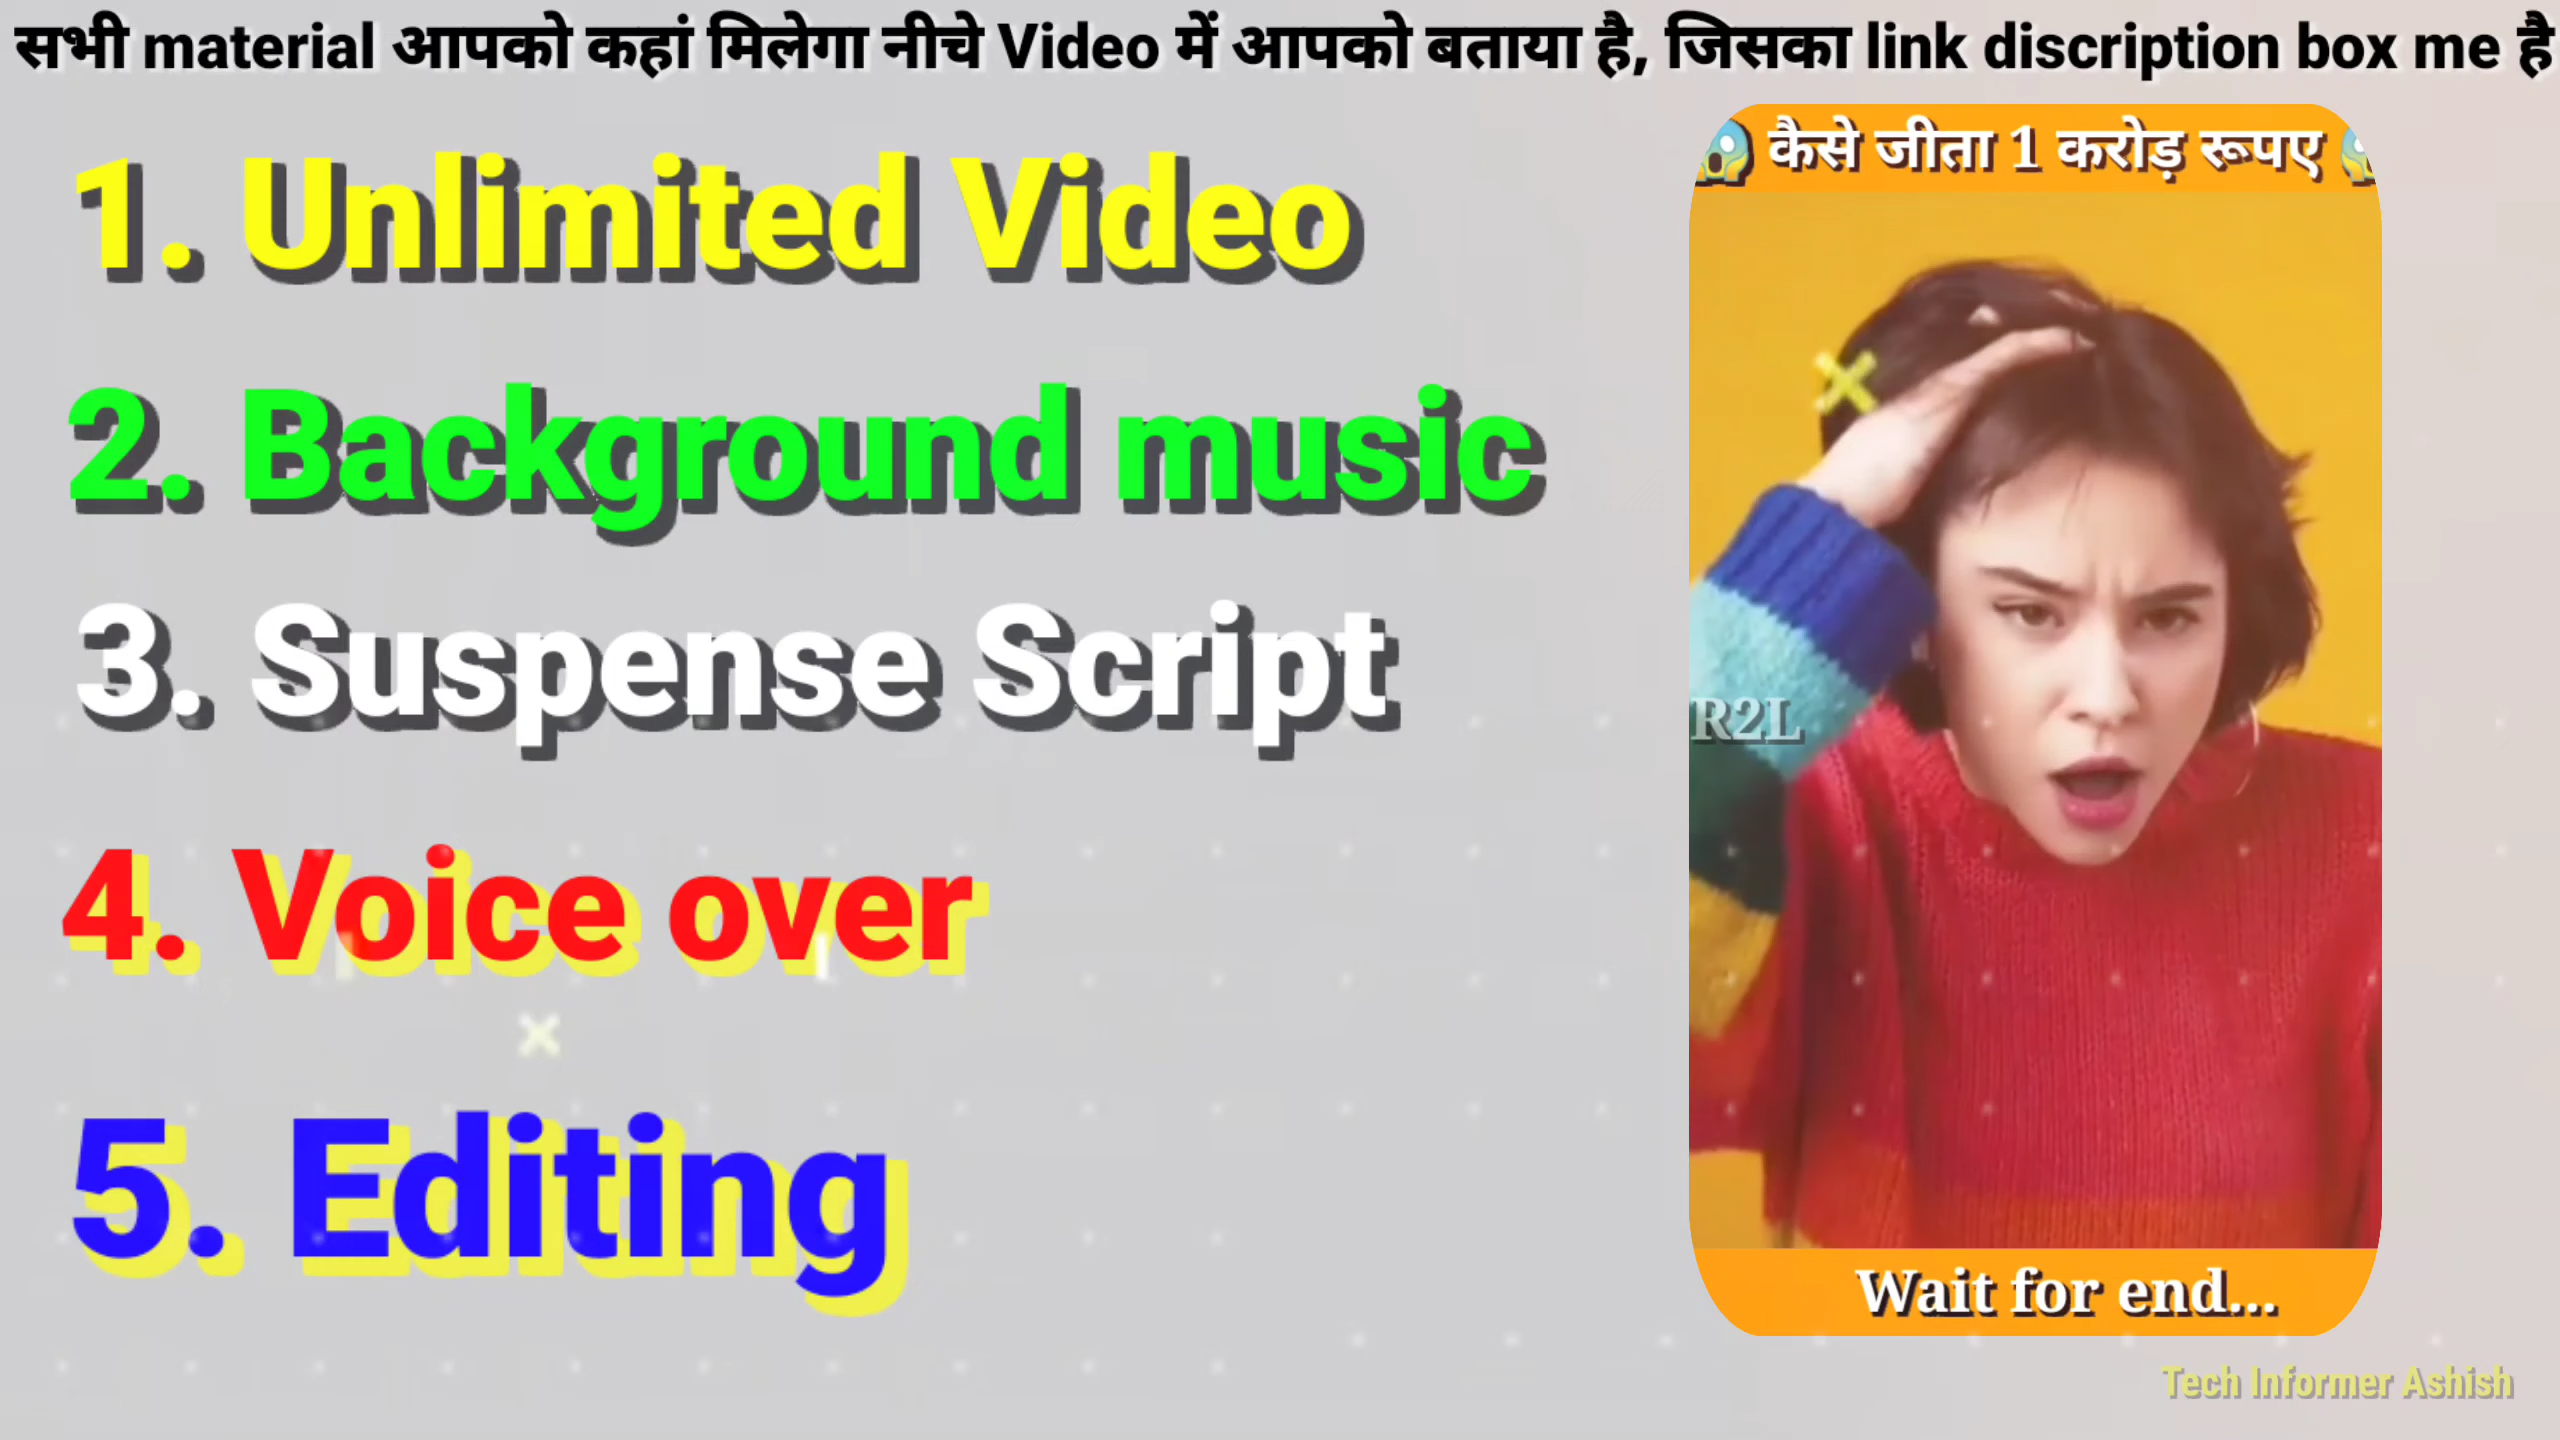 सभी material आपको कहां मिलेगा नीचे Video में आपको बताया है, जिसका link discription box me है
1. Unlimited Video
2. Background music
3. Suspense Script
4. Voice over
5. Editing
😱 कैसे जीता 1 करोड़ रूपए 😱
R2L
Wait for end...
Tech Informer Ashish